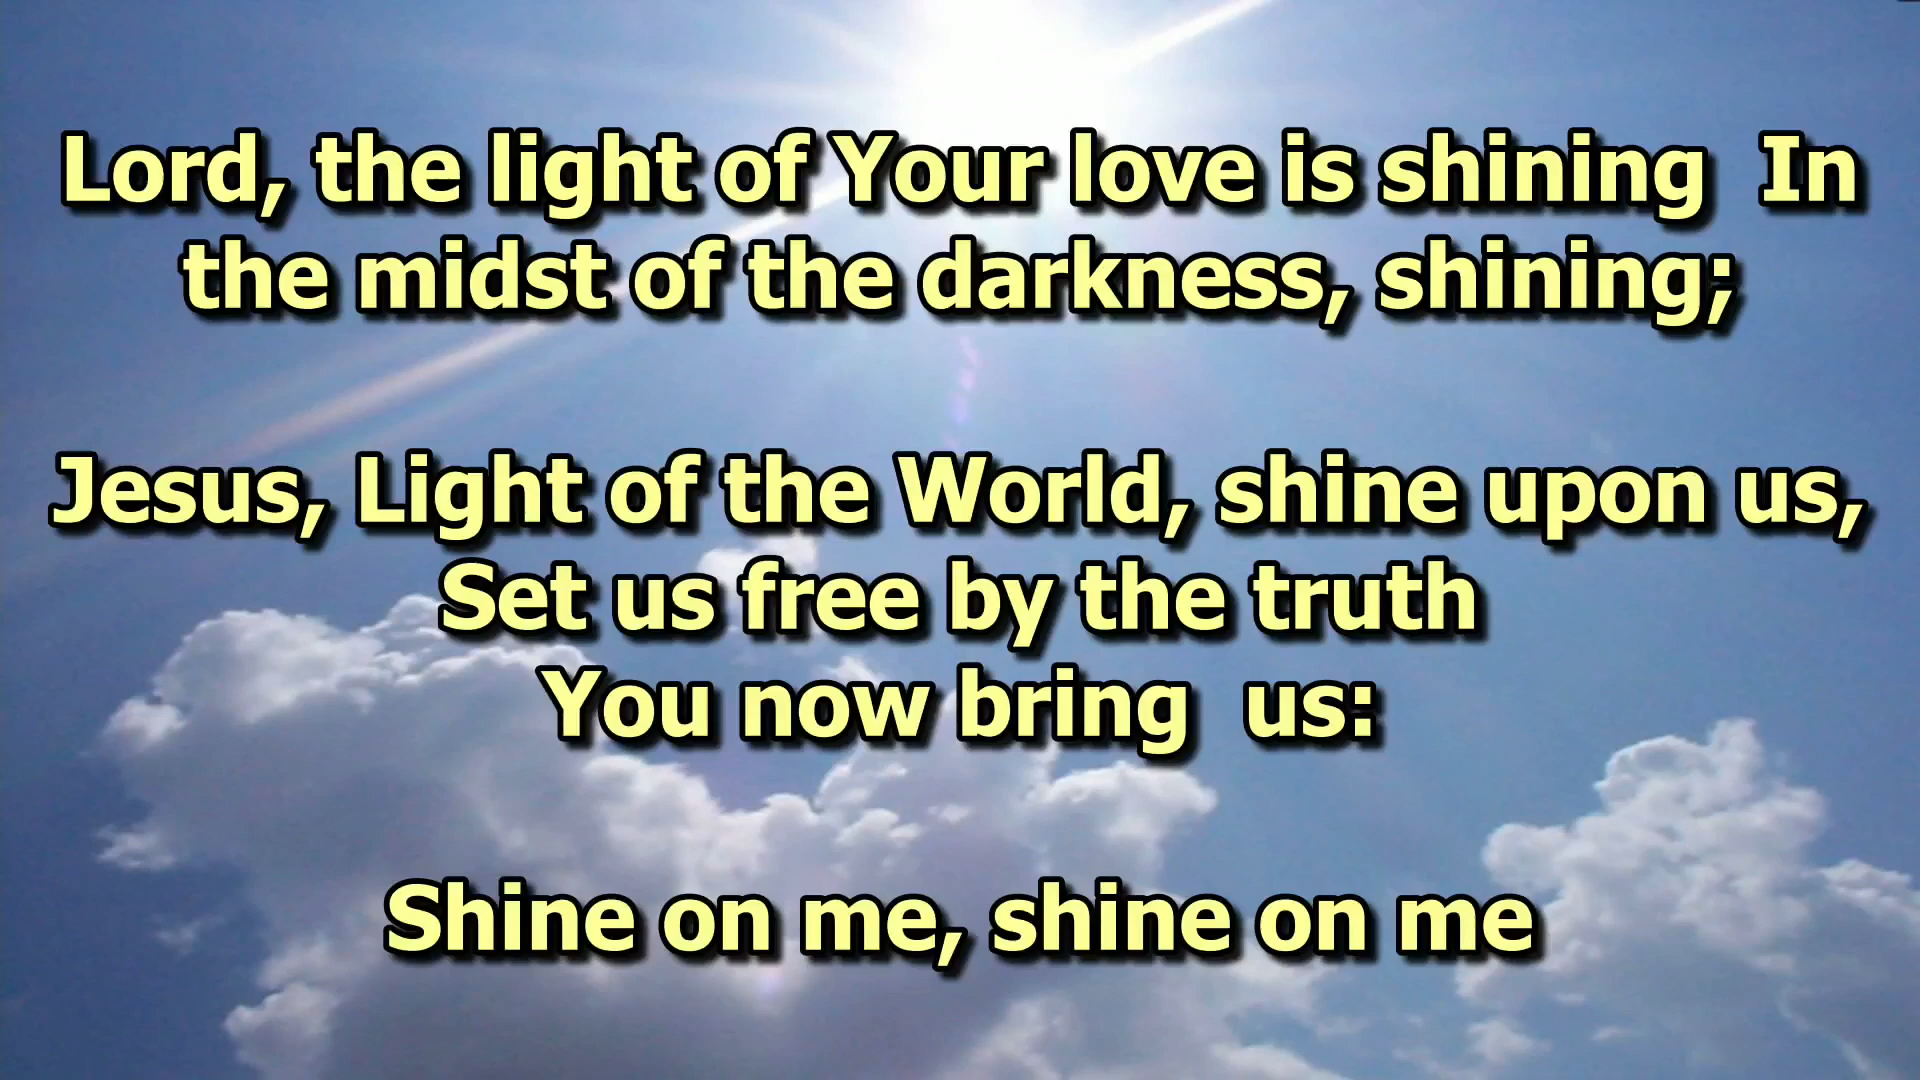 Lord, the light of Your love is shining  In
the midst of the darkness, shining;
Jesus, Light of the World, shine upon us,
Set us free by the truth
You now bring  us:
Shine on me, shine on me